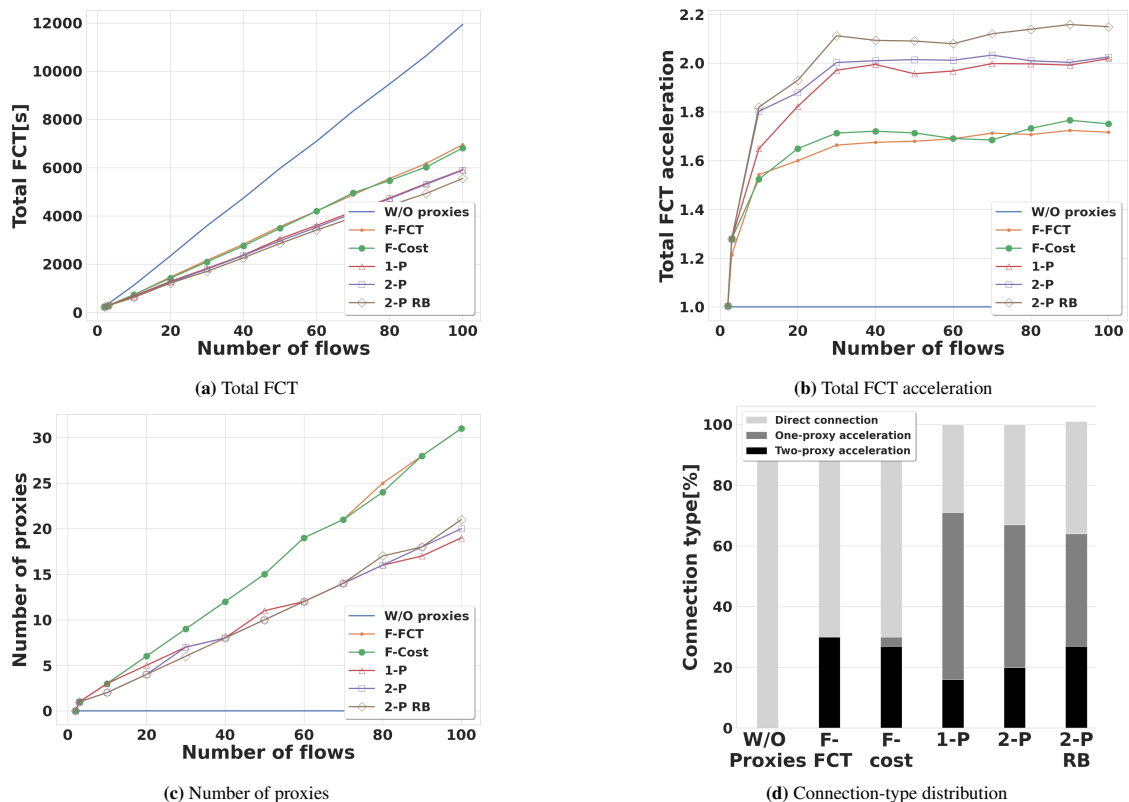 12000
10000
8000
6000
4000
2000
0
Total FCT[s]
W/O proxies
F-FCT
F-Cost
1-P
2-P
2-P RB
0 20 40 60 80 100
Number of flows
(a) Total FCT
2.2
2.0
1.8
1.6
1.4
1.2
1.0
Total FCT acceleration
W/O proxies
F-FCT
F-Cost
1-P
2-P
2-P RB
0 20 40 60 80 100
Number of flows
(b) Total FCT acceleration
30
25
20
15
10
5
0
Number of proxies
W/O proxies
F-FCT
F-Cost
1-P
2-P
2-P RB
0 20 40 60 80 100
Number of flows
(c) Number of proxies
100
80
60
40
20
0
Connection type[%]
Direct connection
One-proxy acceleration
Two-proxy acceleration
W/O F- F- 1-P 2-P 2-P
Proxies FCT cost RB
(d) Connection-type distribution